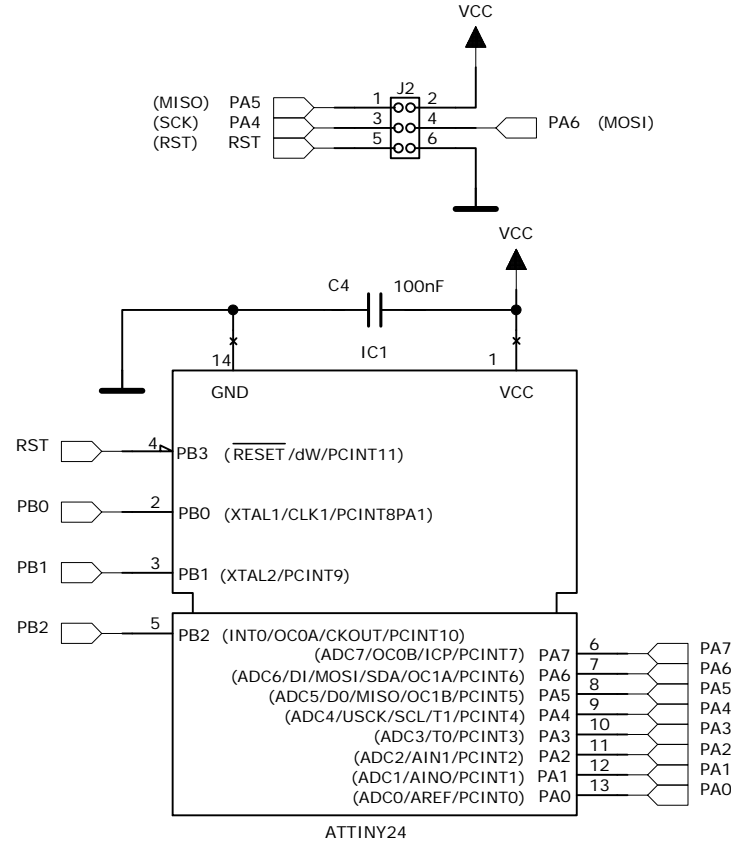 VCC
J2
(MISO) PA5 1 2
(SCK) PA4 3 4 PA6 (MOSI)
(RST) RST 5 6
VCC
C4 100nF
IC1
14 1
GND VCC
RST 4 PB3 (RESET/dW/PCINT11)
PB0 2 PB0 (XTAL1/CLK1/PCINT8PA1)
PB1 3 PB1 (XTAL2/PCINT9)
PB2 5 PB2 (INT0/OC0A/CKOUT/PCINT10)
(ADC7/OC0B/ICP/PCINT7) PA7 6 PA7
(ADC6/DI/MOSI/SDA/OC1A/PCINT6) PA6 7 PA6
(ADC5/D0/MISO/OC1B/PCINT5) PA5 8 PA5
(ADC4/USCK/SCL/T1/PCINT4) PA4 9 PA4
(ADC3/T0/PCINT3) PA3 10 PA3
(ADC2/AIN1/PCINT2) PA2 11 PA2
(ADC1/AIN0/PCINT1) PA1 12 PA1
(ADC0/AREF/PCINT0) PA0 13 PA0
ATTINY24